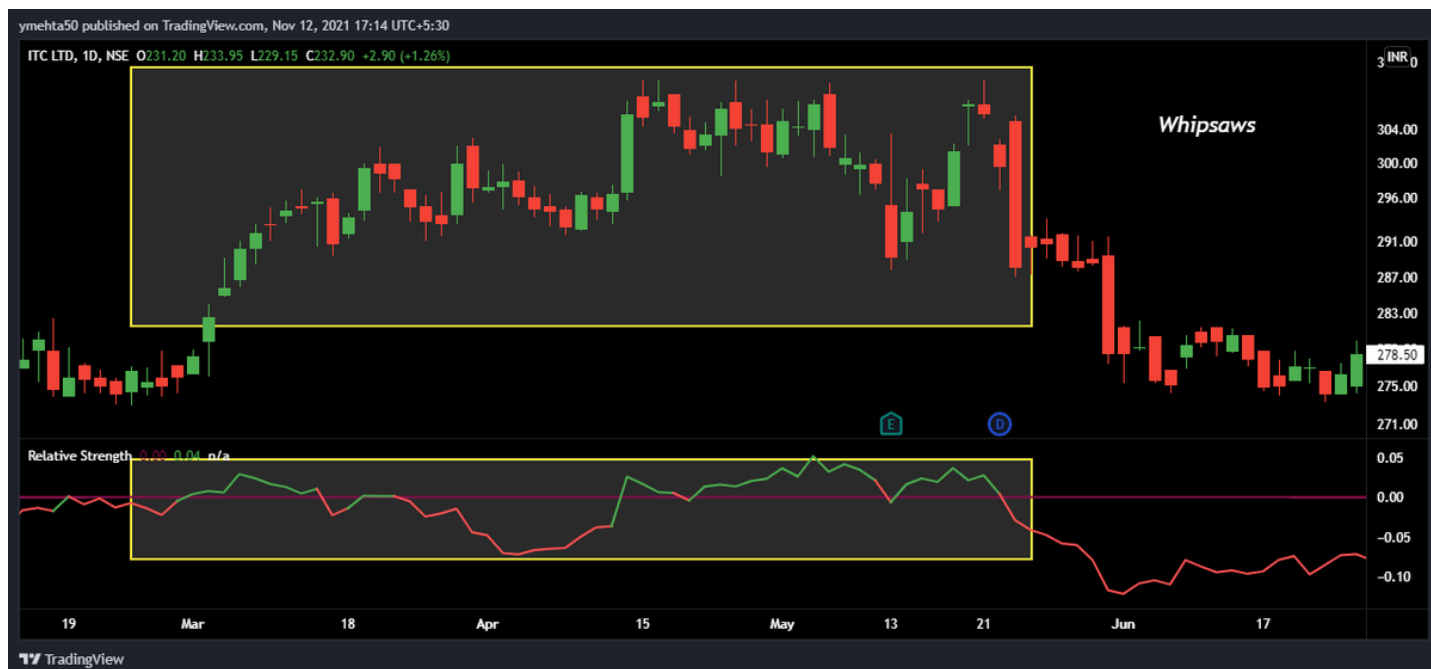 ymehta50 published on TradingView.com, Nov 12, 2021 17:14 UTC+5:30
ITC LTD, 1D, NSE O231.20 H233.95 L229.15 C232.90 +2.90 (+1.26%)
INR
Whipsaws
304.00
300.00
296.00
291.00
287.00
283.00
278.50
275.00
271.00
E
D
Relative Strength 0.00 0.04 n/a
0.05
0.00
−0.05
−0.10
19 Mar 18 Apr 15 May 13 21 Jun 17
TradingView